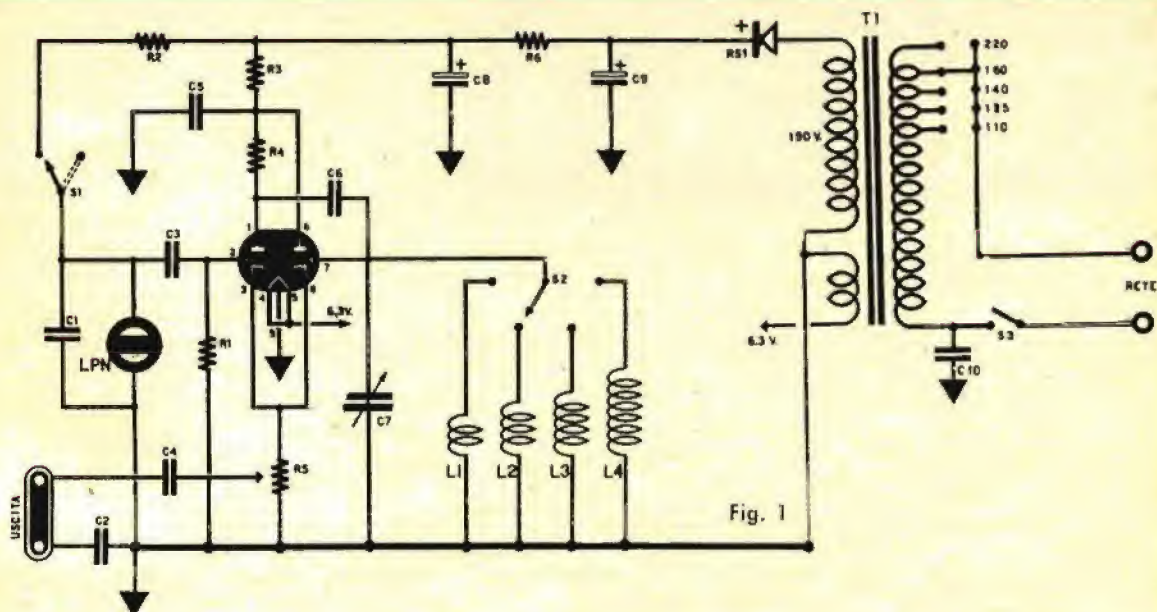 T1
R2
R3
C5
R4
C8
R6
C9
RS1
190 V.
220
160
140
125
110
S1
C6
C3
1
6
2
7
3
4
5
8
9
6,3V.
S2
RETE
C1
LPN
R1
C7
6.3 V.
S3
C10
C4
R5
L1
L2
L3
L4
Fig. 1
USCITA
C2
+
+
+